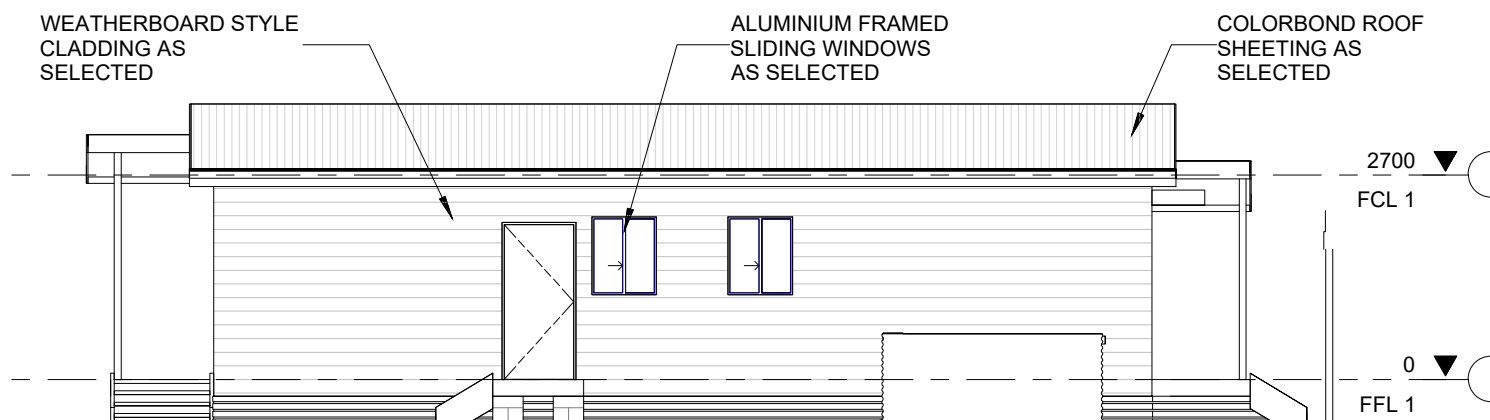 WEATHERBOARD STYLE
CLADDING AS
SELECTED
ALUMINIUM FRAMED
SLIDING WINDOWS
AS SELECTED
COLORBOND ROOF
SHEETING AS
SELECTED
2700
FCL 1
0
FFL 1